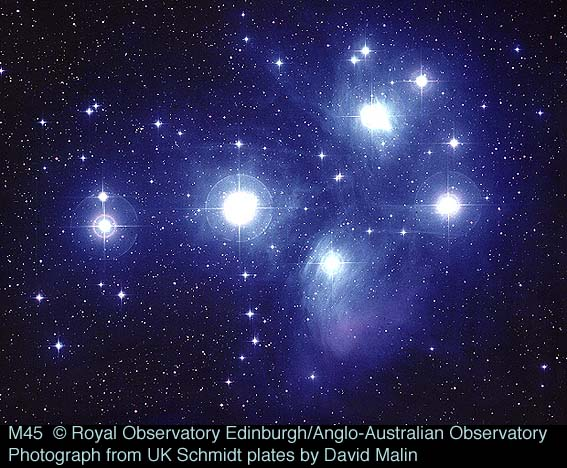 M45  © Royal Observatory Edinburgh/Anglo-Australian Observatory
Photograph from UK Schmidt plates by David Malin